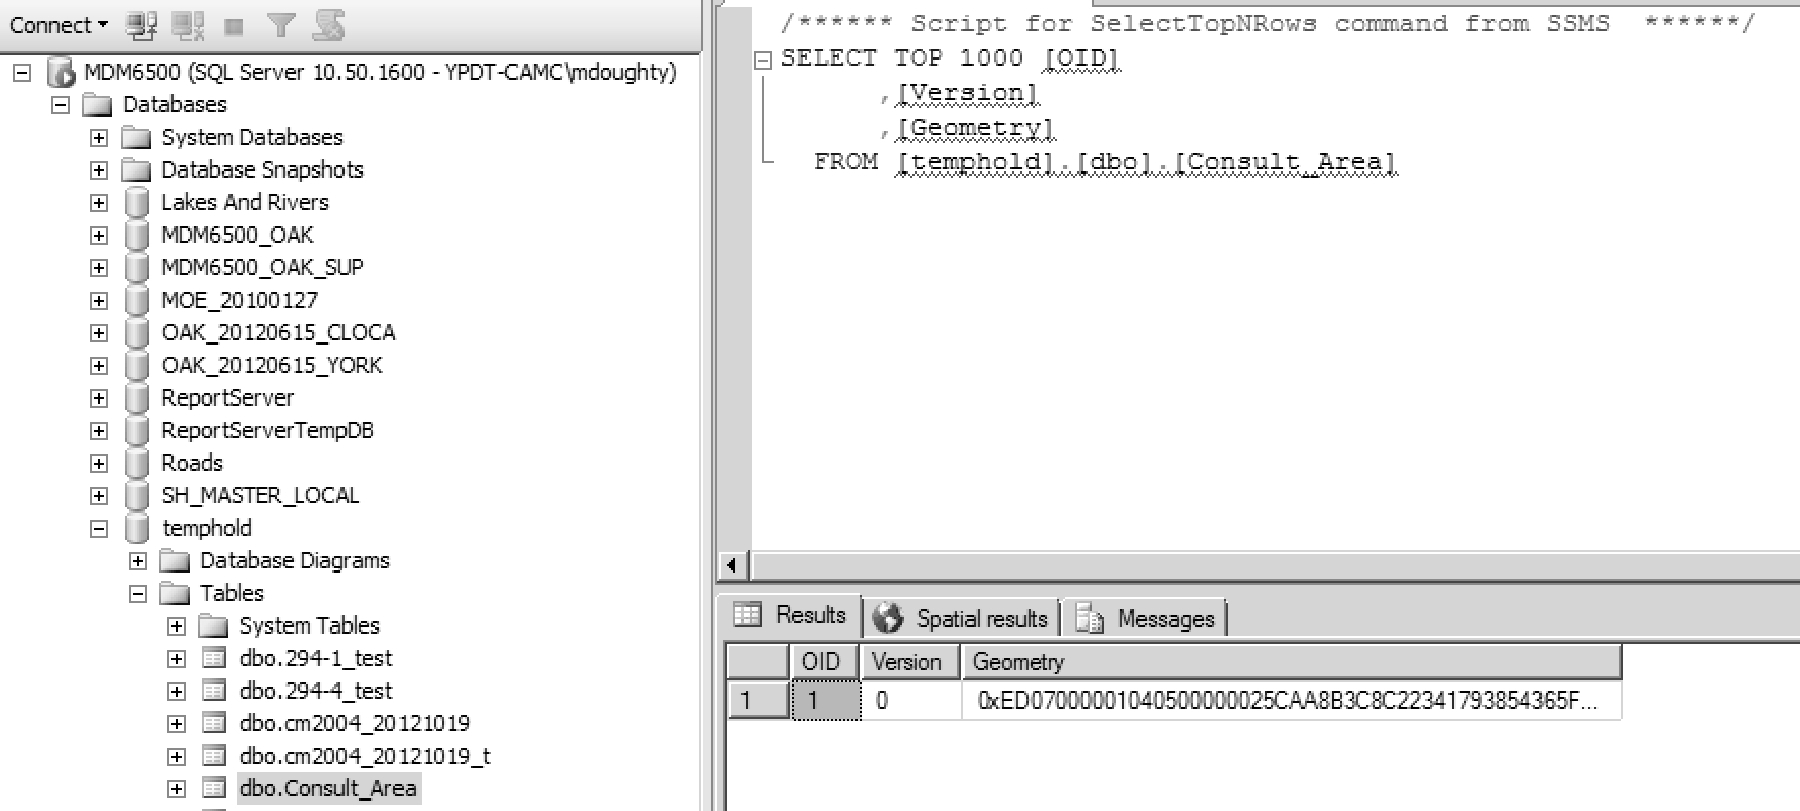 Connect
MDM6500 (SQL Server 10.50.1600 - YPDT-CAMC\mdoughty)
Databases
System Databases
Database Snapshots
Lakes And Rivers
MDM6500_OAK
MDM6500_OAK_SUP
MOE_20100127
OAK_20120615_CLOCA
OAK_20120615_YORK
ReportServer
ReportServerTempDB
Roads
SH_MASTER_LOCAL
temphold
Database Diagrams
Tables
System Tables
dbo.294-1_test
dbo.294-4_test
dbo.cm2004_20121019
dbo.cm2004_20121019_t
dbo.Consult_Area
/****** Script for SelectTopNRows command from SSMS ******/
SELECT TOP 1000 [OID]
,[Version]
,[Geometry]
FROM [temphold].[dbo].[Consult_Area]
Results Spatial results Messages
OID Version Geometry
1 1 0 0xED07000001040500000025CAA8B3C8C22341793854365F...